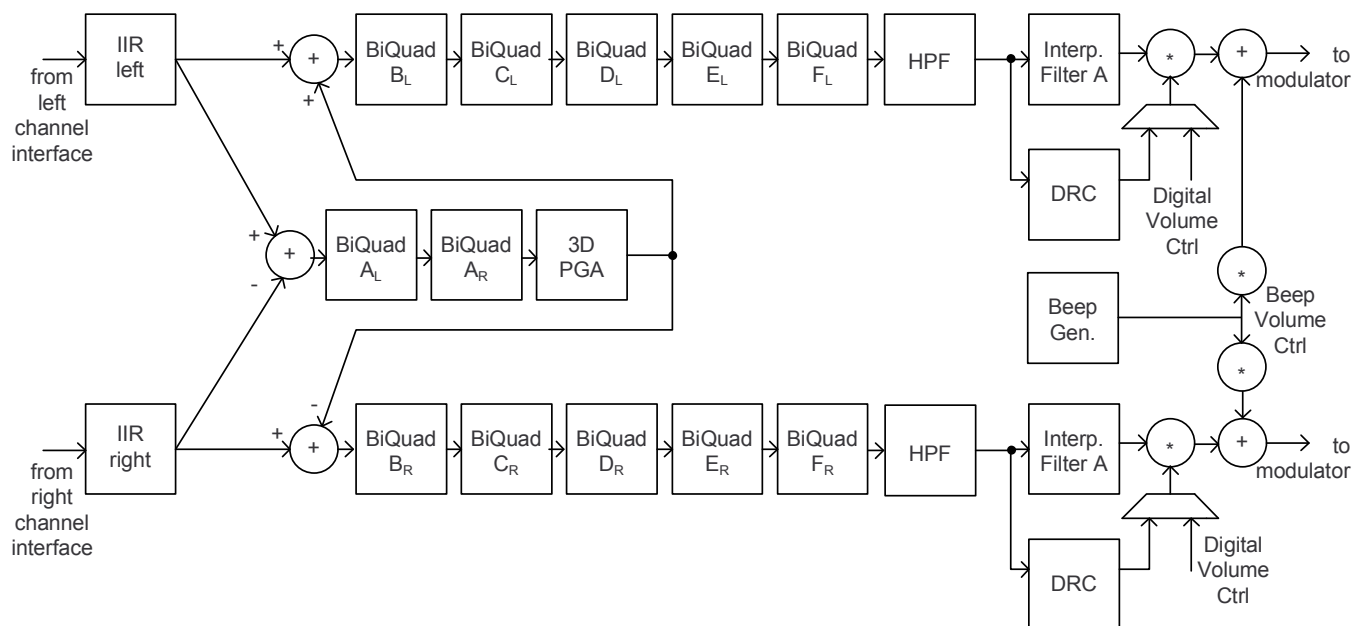 IIR
left
from
left
channel
interface
+
+
+
BiQuad
BL
BiQuad
CL
BiQuad
DL
BiQuad
EL
BiQuad
FL
HPF
Interp.
Filter A
*
+
to
modulator
DRC
Digital
Volume
Ctrl
+
-
+
BiQuad
AL
BiQuad
AR
3D
PGA
Beep
Gen.
*
Beep
Volume
Ctrl
*
IIR
right
from
right
channel
interface
+
-
+
BiQuad
BR
BiQuad
CR
BiQuad
DR
BiQuad
ER
BiQuad
FR
HPF
Interp.
Filter A
*
+
to
modulator
DRC
Digital
Volume
Ctrl